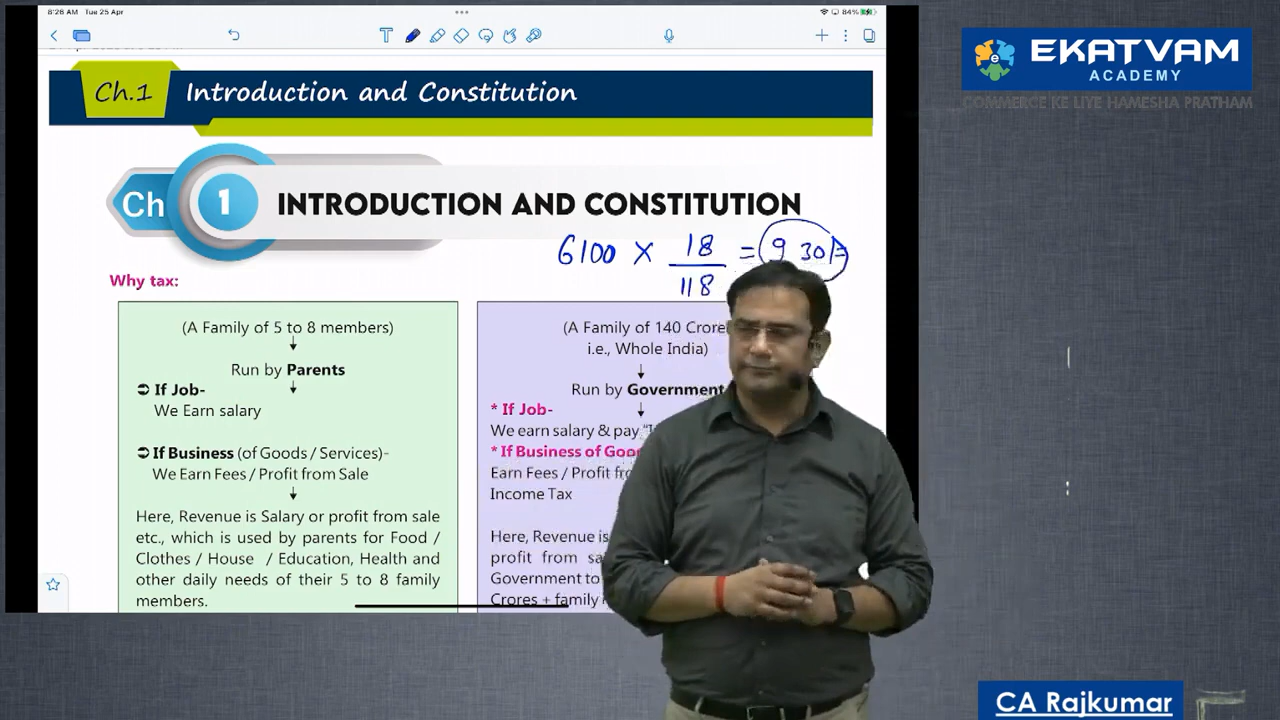 8:26 AM Tue 25 Apr
84%
EKATVAM
ACADEMY
COMMERCE KE LIYE HAMESHA PRATHAM
Ch.1 Introduction and Constitution
Ch 1 INTRODUCTION AND CONSTITUTION
6100 × 18/118 = 930/=
Why tax:
(A Family of 5 to 8 members)
Run by Parents
➲ If Job-
We Earn salary
➲ If Business (of Goods / Services)-
We Earn Fees / Profit from Sale
Here, Revenue is Salary or profit from sale
etc., which is used by parents for Food /
Clothes / House / Education, Health and
other daily needs of their 5 to 8 family
members.
(A Family of 140 Crore
i.e., Whole India)
Run by Government
* If Job-
We earn salary & pay
* If Business of
Earn Fees / Profit
Income Tax
Here, Revenue is
profit from
Government to
Crores + family
CA Rajkumar